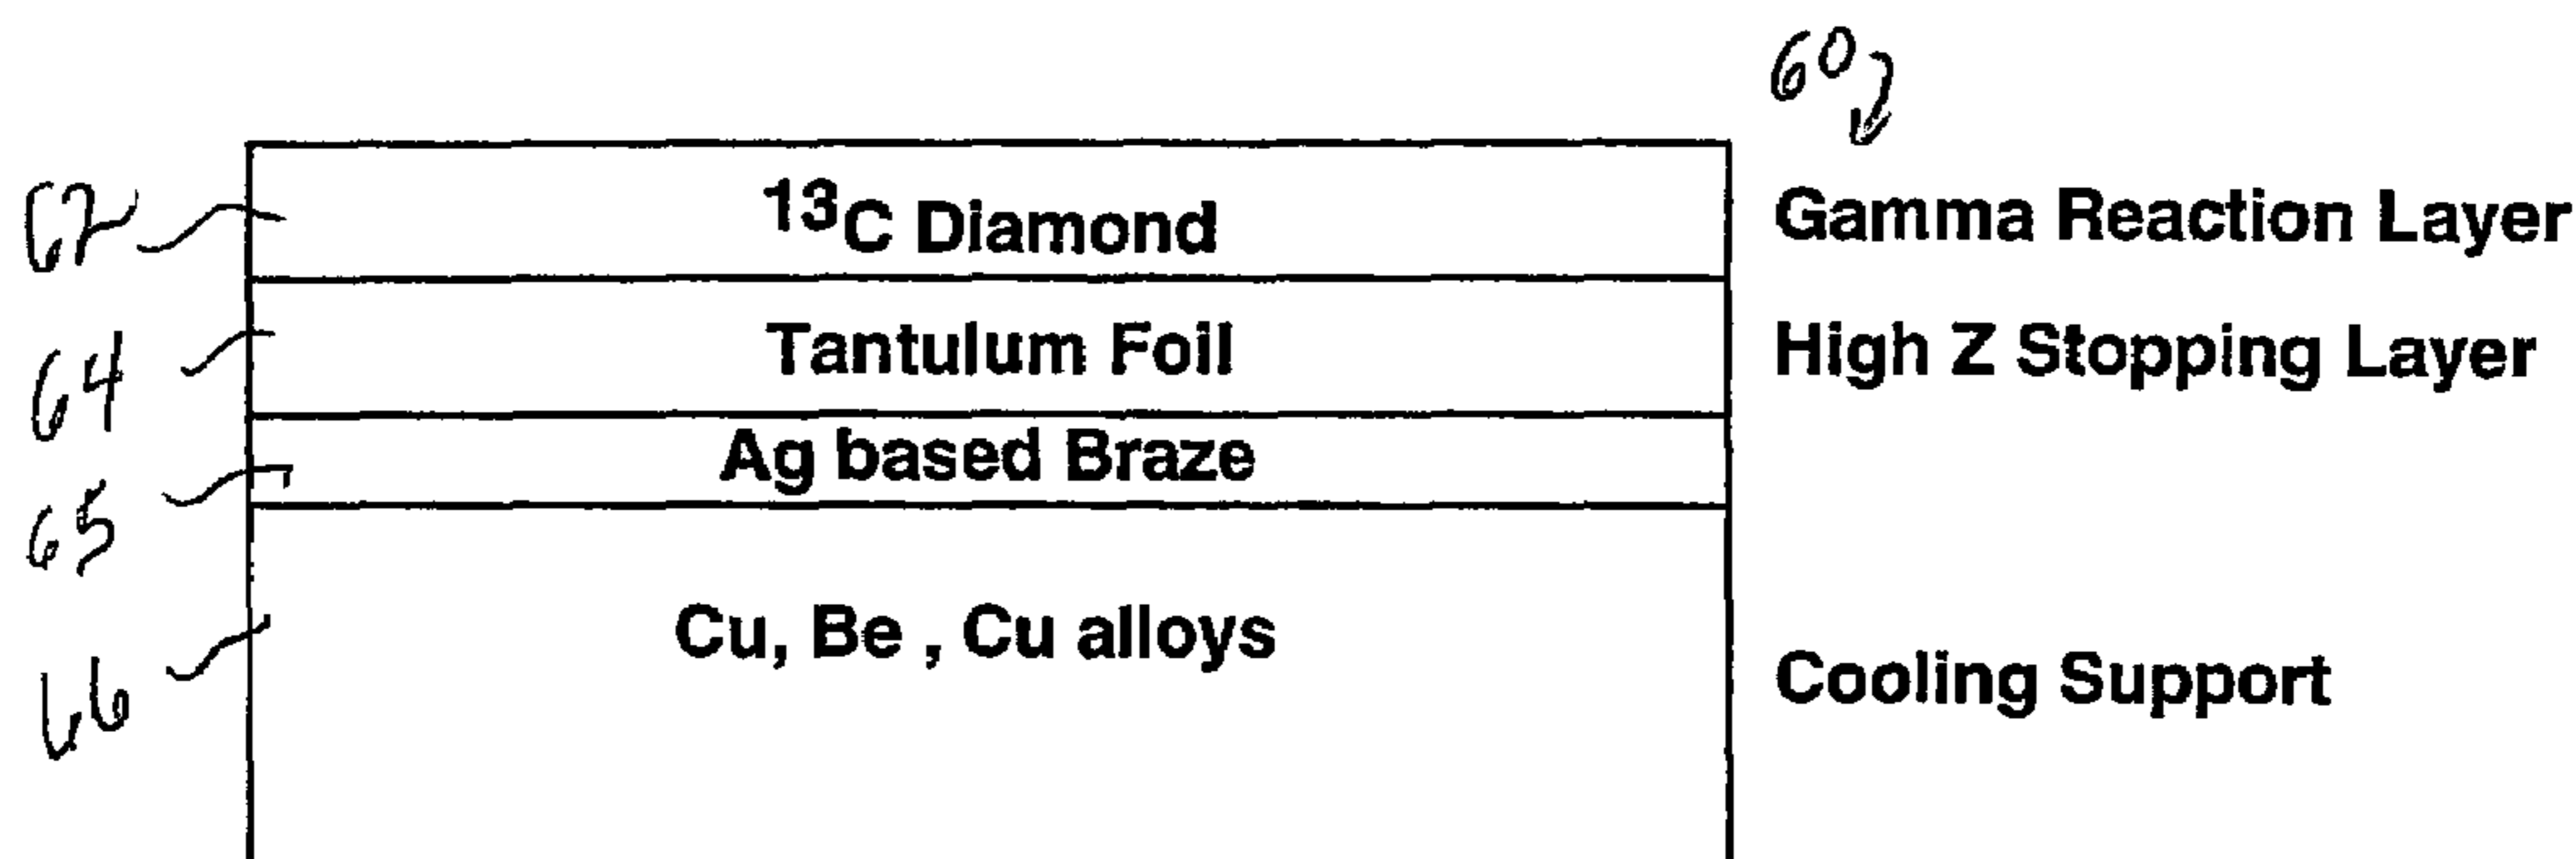 60
62 ¹³C Diamond Gamma Reaction Layer
64 Tantulum Foil High Z Stopping Layer
65 Ag based Braze
66 Cu, Be , Cu alloys
Cooling Support